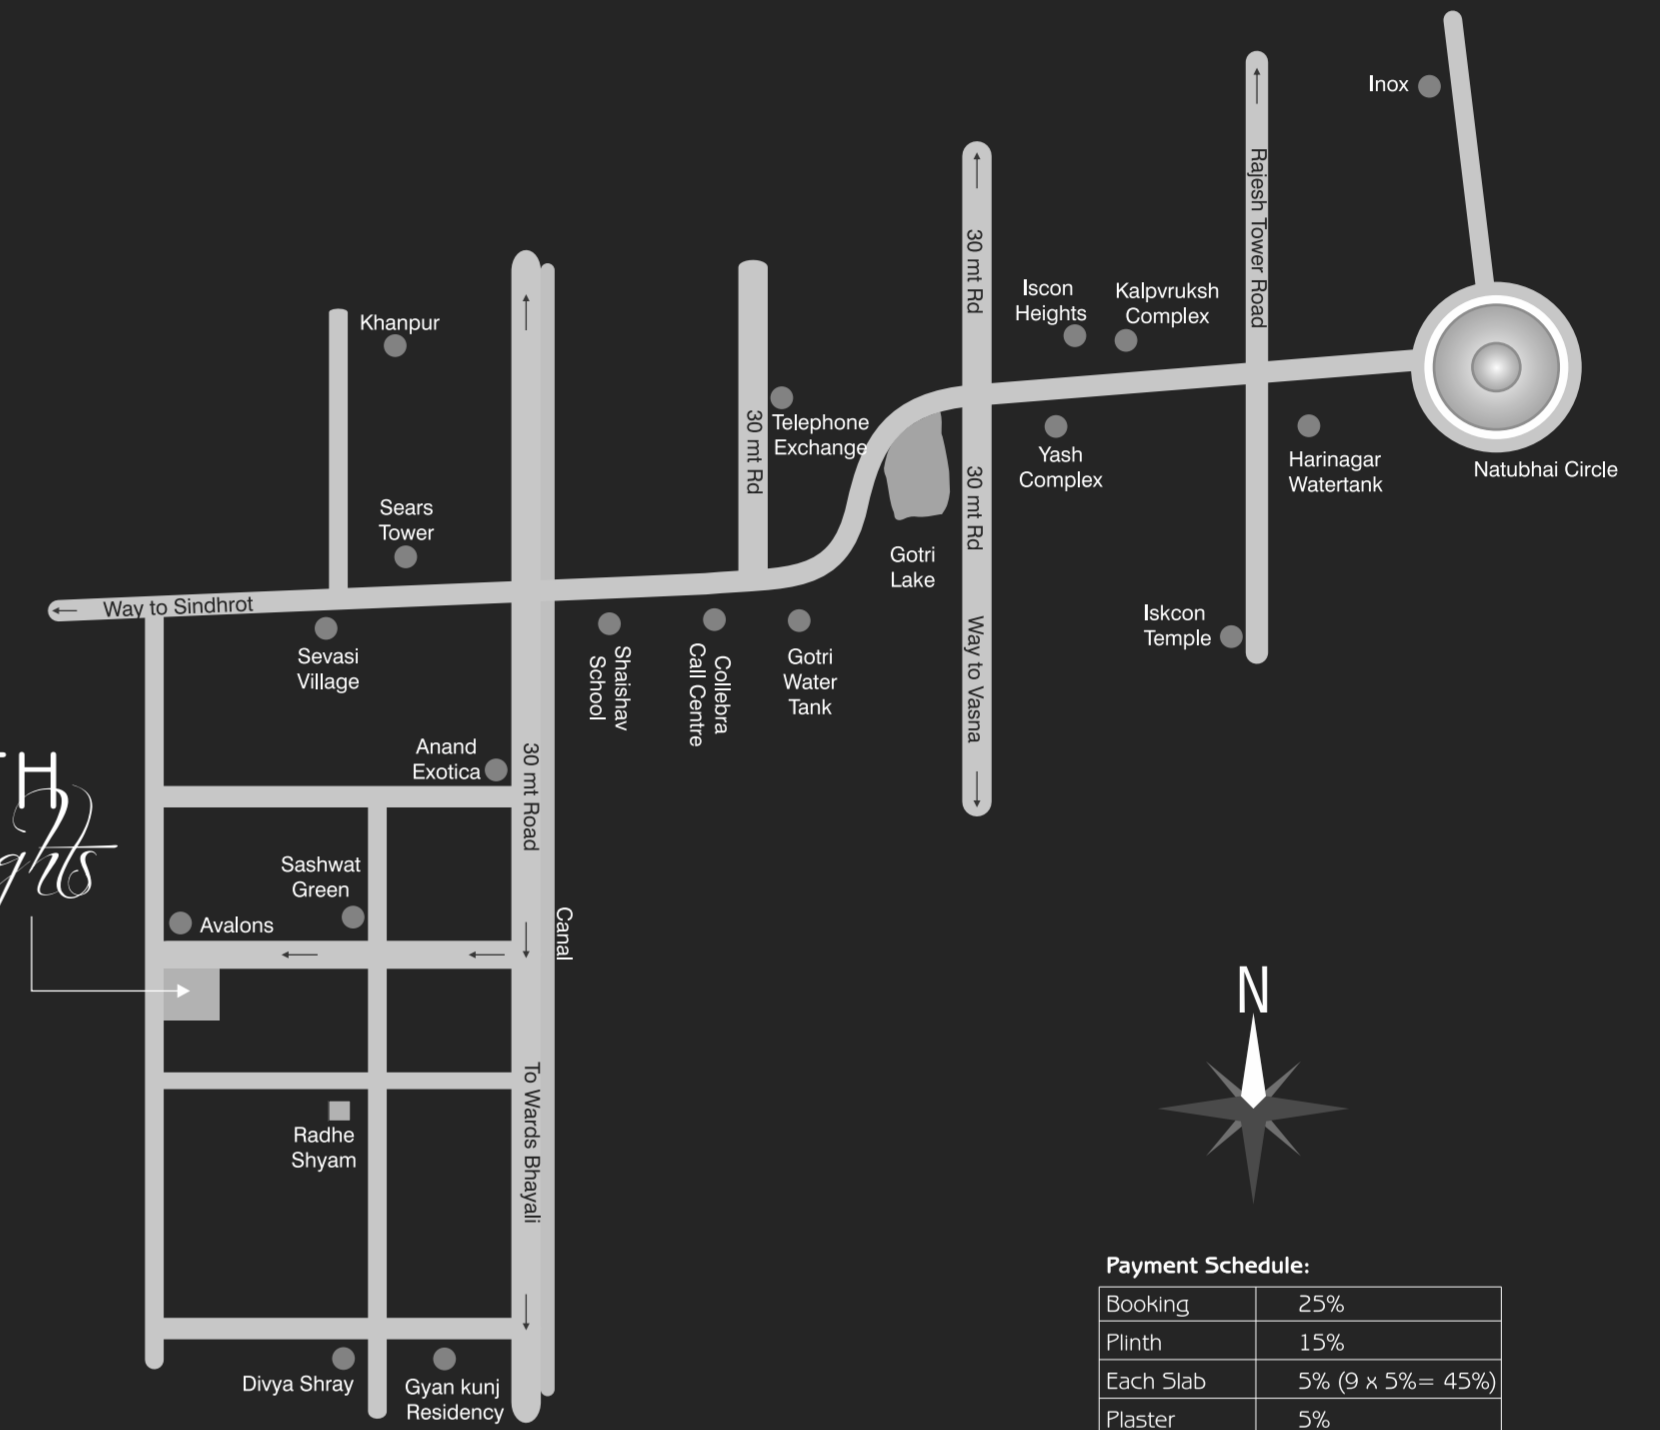 Inox
Rajesh Tower Road
30 mt Rd
Iscon
Heights
Kalpvruksh
Complex
Khanpur
Telephone
Exchange
30 mt Rd
Yash
Complex
Harinagar
Watertank
Natubhai Circle
Sears
Tower
30 mt Rd
Gotri
Lake
Way to Sindhrot
Iskcon
Temple
Sevasi
Village
Shaishav
School
Collebra
Call Centre
Gotri
Water
Tank
Way to Vasna
Anand
Exotica
30 mt Road
TH
ghts
Sashwat
Green
Avalons
Canal
N
To Wards Bhayali
Radhe
Shyam
Divya Shray
Gyan kunj
Residency
Payment Schedule:
Booking 25%
Plinth 15%
Each Slab 5% (9 x 5%= 45%)
Plaster 5%